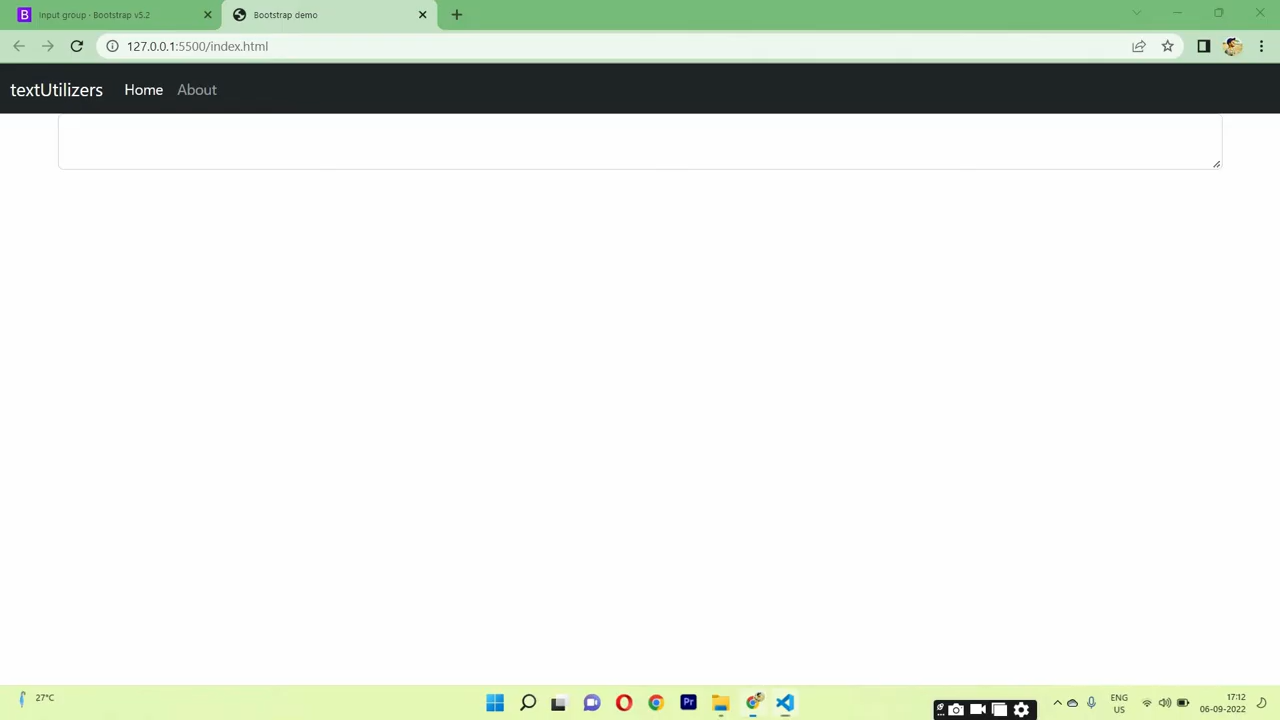 Input group · Bootstrap v5.2
Bootstrap demo
127.0.0.1:5500/index.html
textUtilizers
Home
About
27°C
Pr
ENG
US
17:12
06-09-2022